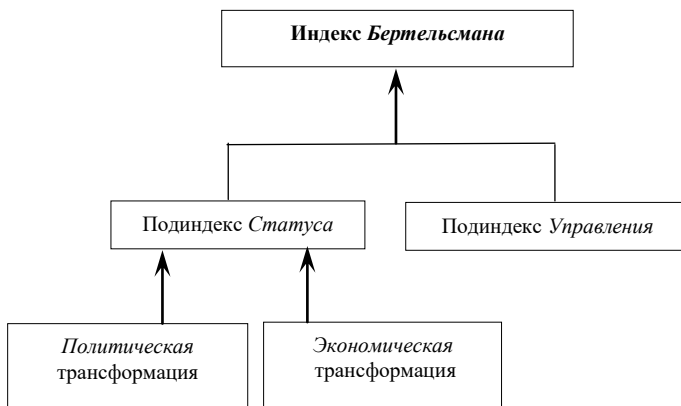 Индекс Бертельсмана
Подиндекс Статуса
Подиндекс Управления
Политическая
трансформация
Экономическая
трансформация